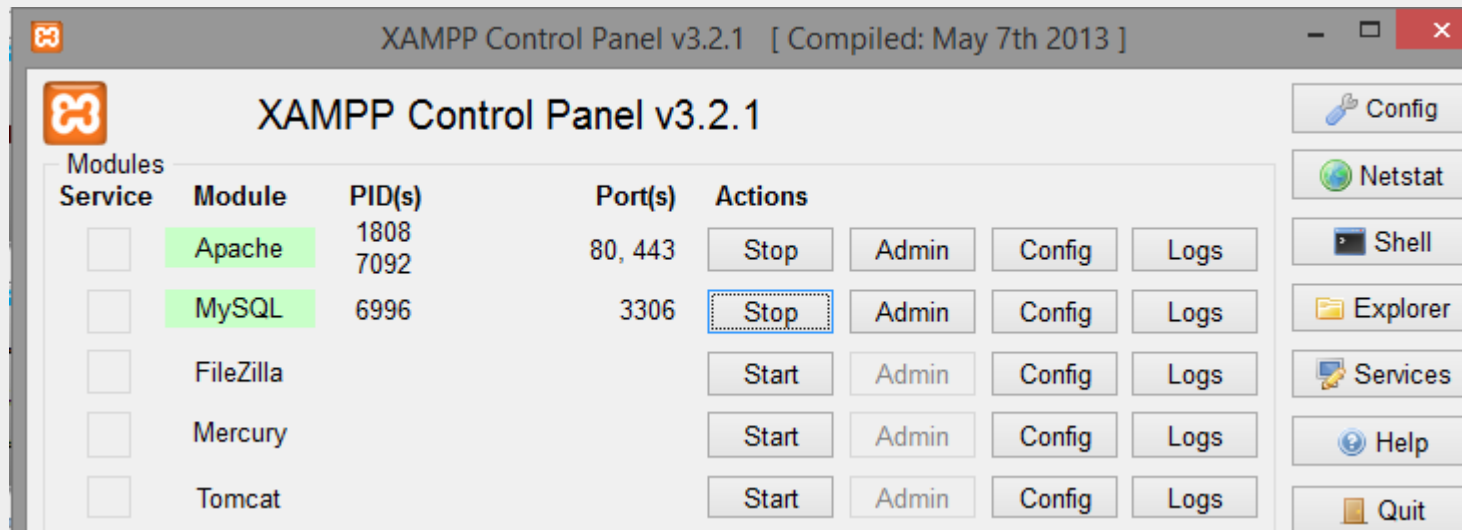 XAMPP Control Panel v3.2.1 [ Compiled: May 7th 2013 ]
XAMPP Control Panel v3.2.1
Config
Modules
Netstat
Service Module PID(s) Port(s) Actions
Apache 1808 7092 80, 443 Stop Admin Config Logs
Shell
MySQL 6996 3306 Stop Admin Config Logs
Explorer
FileZilla Start Admin Config Logs
Services
Mercury Start Admin Config Logs
Help
Tomcat Start Admin Config Logs
Quit